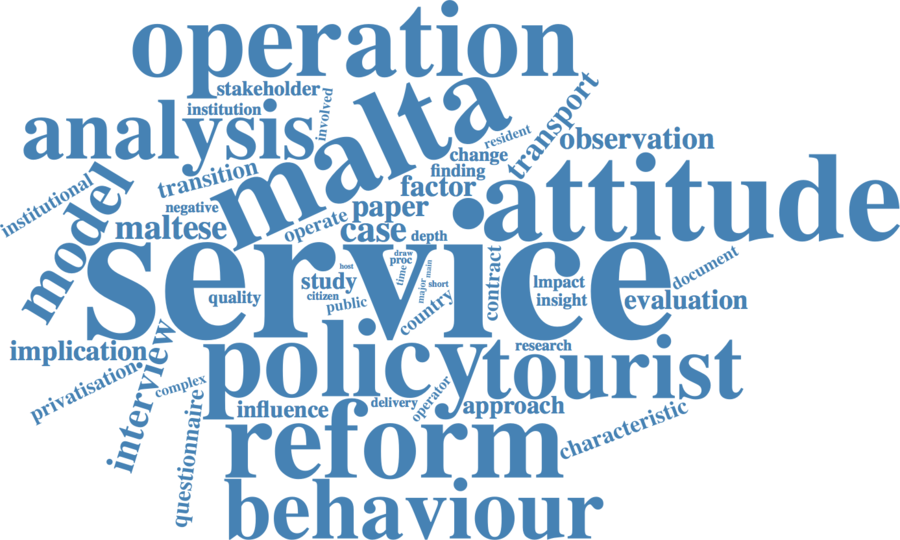 operation
stakeholder
institution
involved
analysis
malta
transport
resident
observation
change
finding
transition
factor
attitude
institutional
model
negative
paper
operate
maltese
case
depth
service
draw
proc
host
time
main
major
short
study
citizen
public
quality
country
contract
Impact
insight
document
evaluation
implication
interview
policy
research
tourist
privatisation
complex
questionnaire
influence
delivery
operator
approach
reform
characteristic
behaviour